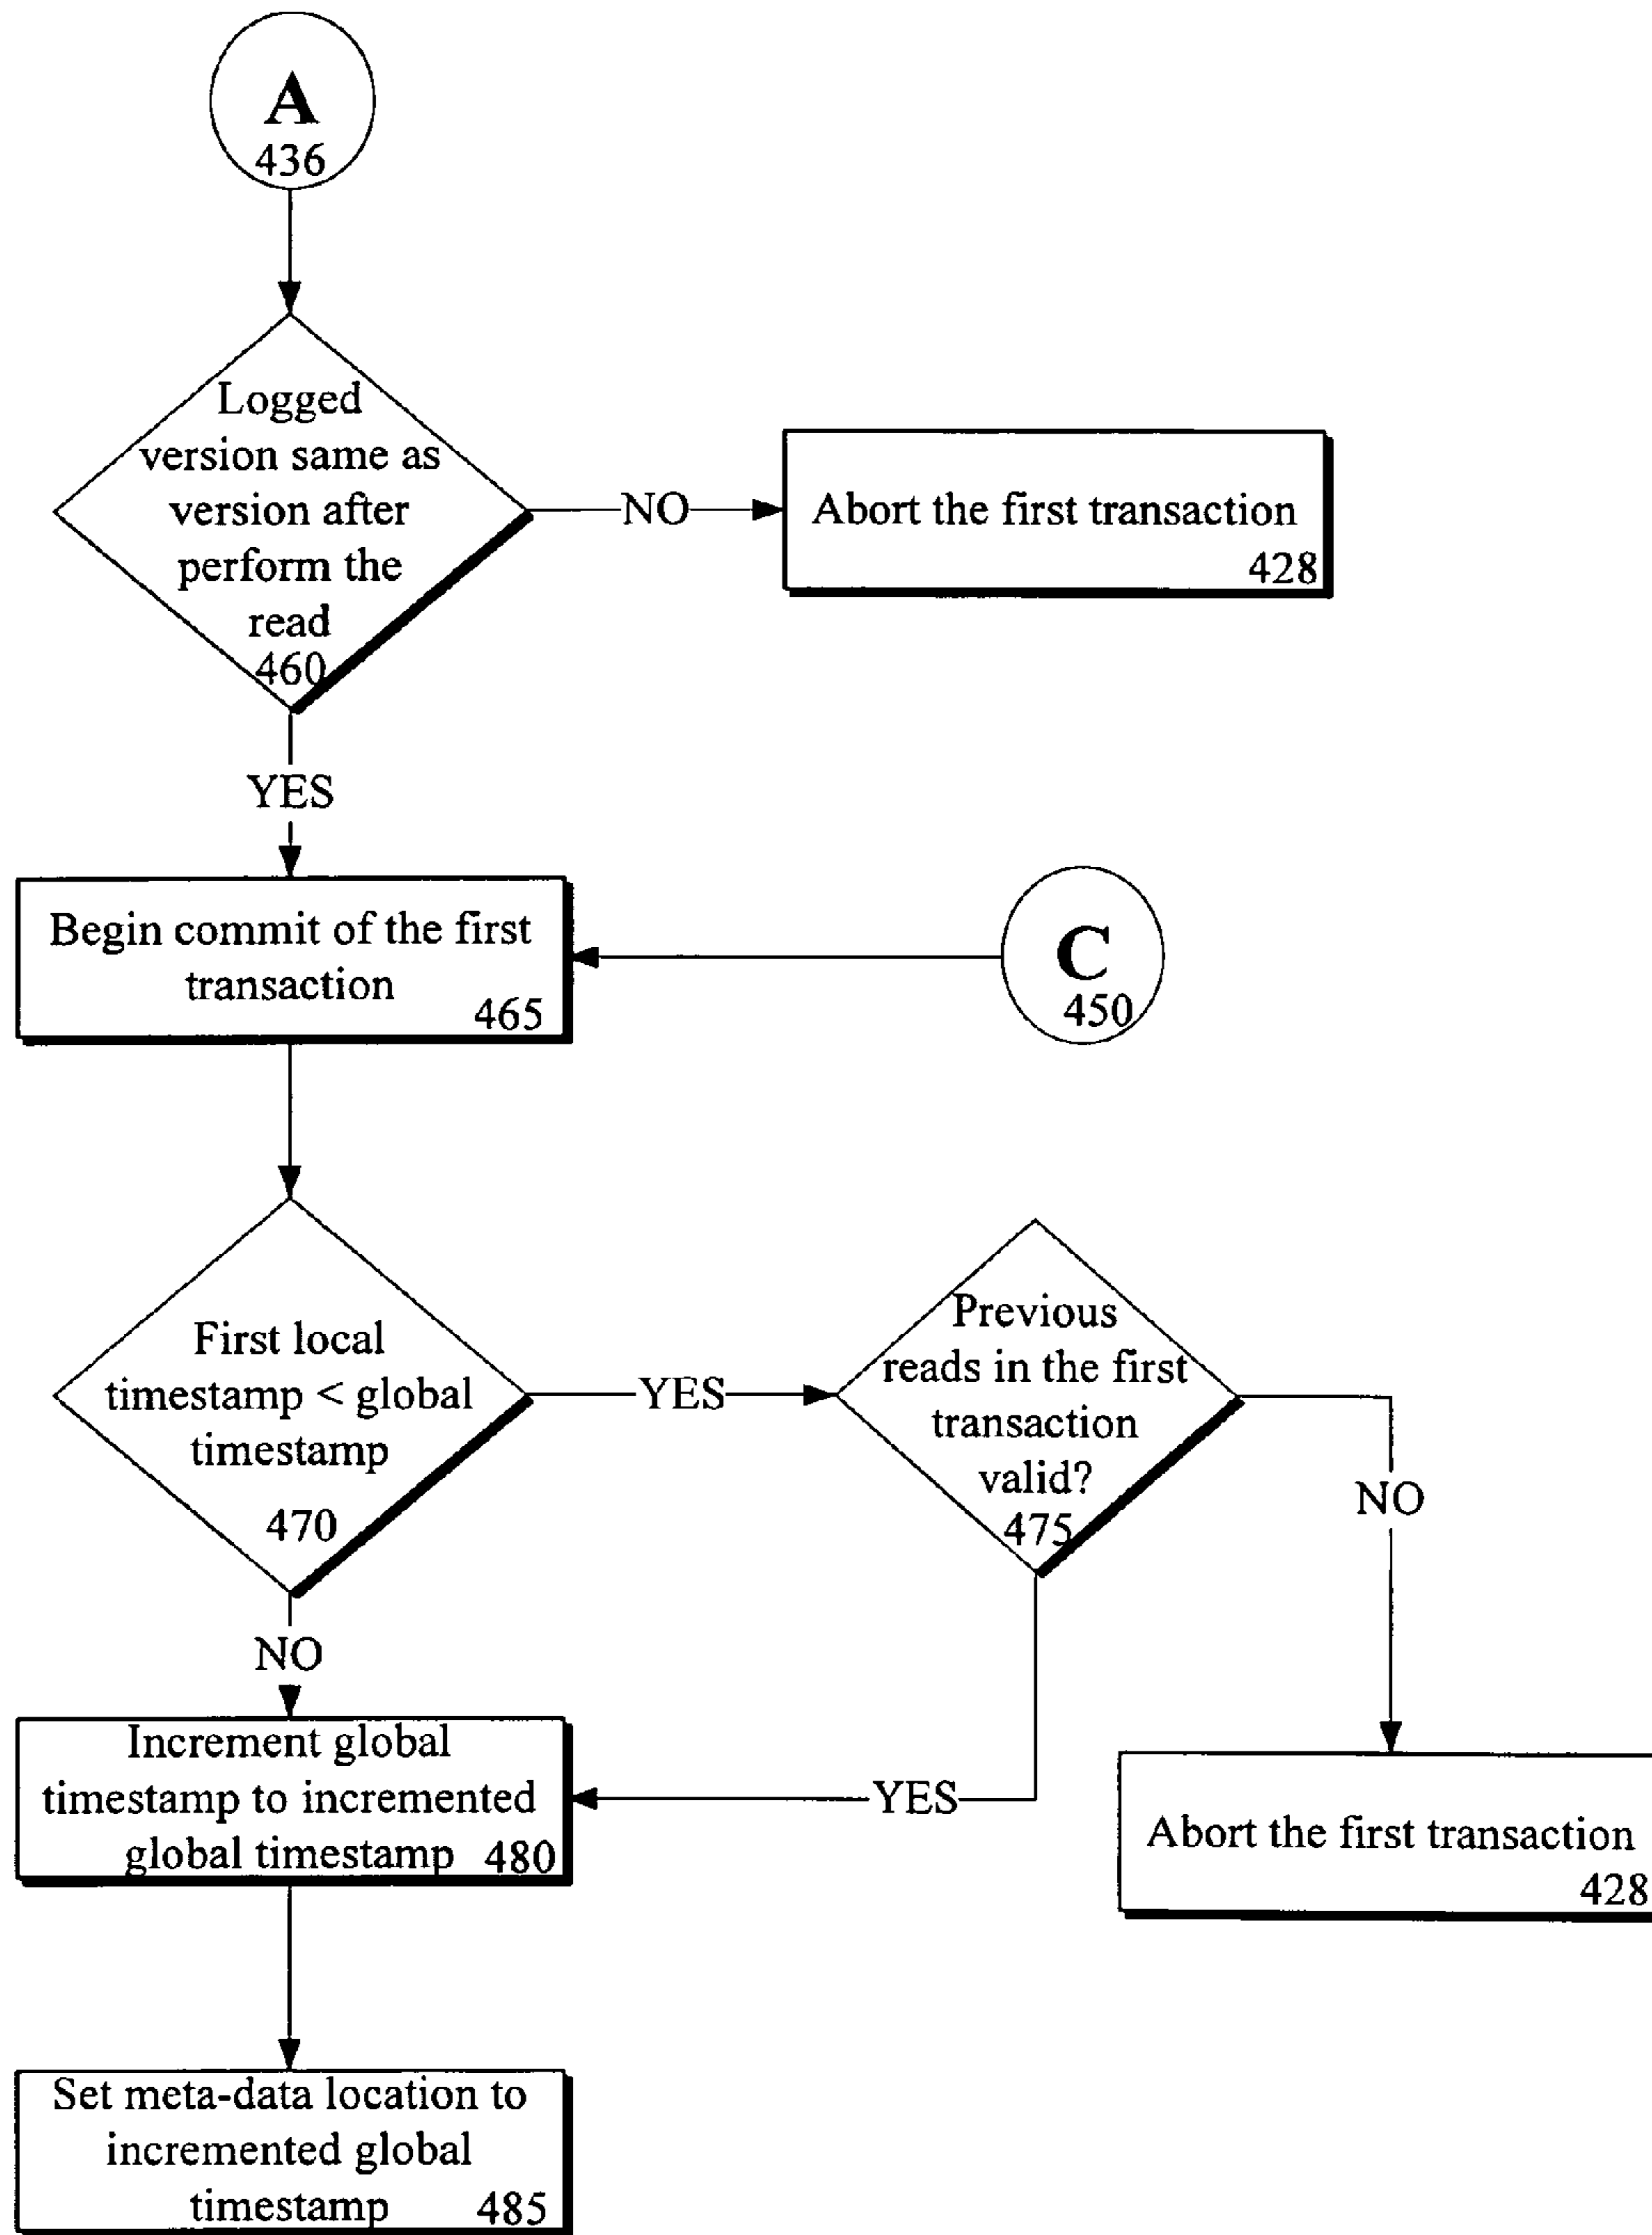 A
436
Logged
version same as
version after
perform the
read
460
NO
Abort the first transaction
428
YES
Begin commit of the first
transaction
465
C
450
First local
timestamp < global
timestamp
470
YES
Previous
reads in the first
transaction
valid?
475
NO
NO
Increment global
timestamp to incremented
global timestamp 480
YES
Abort the first transaction
428
Set meta-data location to
incremented global
timestamp 485